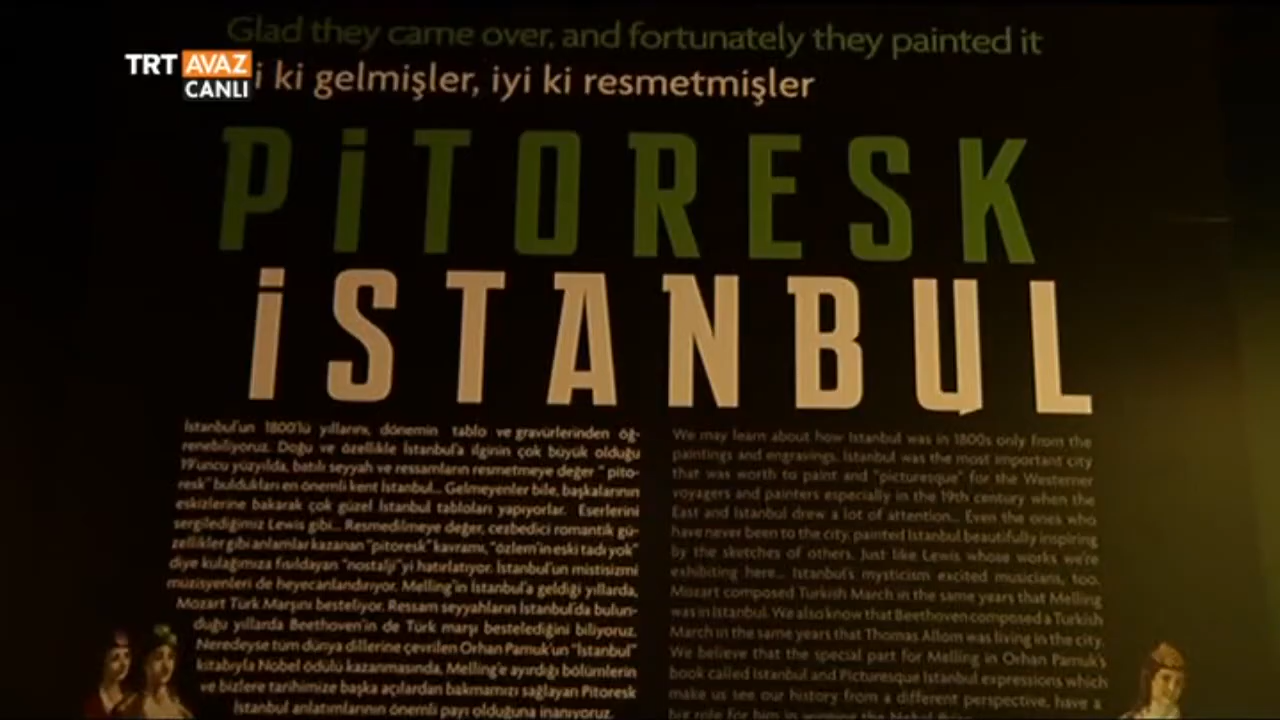 Glad they came over, and fortunately they painted it
TRT AVAZ
CANLI
i ki gelmişler, iyi ki resmetmişler
PİTORESK
İSTANBUL
İstanbul'un 1800'lü yıllarını, dönemin tablo ve gravürlerinden öğ-
renebiliyoruz. Doğu ve özellikle İstanbul'a ilginin çok büyük olduğu
19'uncu yüzyılda, batılı seyyah ve ressamların resmetmeye değer " pito-
resk" buldukları en önemli kent İstanbul... Gelmeyenler bile, başkalarının
eskizlerine bakarak çok güzel İstanbul tabloları yapıyorlar. Eserlerini
sergilediğimiz Lewis gibi... Resmedilmeye değer, cezbedici romantik gü-
zellikler gibi anlamlar kazanan "pitoresk" kavramı, "özlem'in eski tadı yok"
diye kulağımıza fısıldayan "nostalji"yi hatırlatıyor. İstanbul'un mistisizmi
müzisyenleri de heyecanlandırıyor. Melling'in İstanbul'a geldiği yıllarda,
Mozart Türk Marşını besteliyor. Ressam seyyahların İstanbul'da bulun-
duğu yıllarda Beethoven'in de Türk marşı bestelediğini biliyoruz.
Neredeyse tüm dünya dillerine çevrilen Orhan Pamuk'un "İstanbul"
kitabıyla Nobel ödülü kazanmasında, Melling'e ayırdığı bölümlerin
ve bizlere tarihimize başka açılardan bakmamızı sağlayan Pitoresk
İstanbul anlatımlarının önemli payı olduğuna inanıyoruz.
We may learn about how Istanbul was in 1800s only from the
paintings and engravings. Istanbul was the most important city
that was worth to paint and "picturesque" for the Westerner
voyagers and painters especially in the 19th century when the
East and Istanbul drew a lot of attention... Even the ones who
have never been to the city, painted Istanbul beautifully inspiring
by the sketches of others. Just like Lewis whose works we're
exhibiting here... Istanbul's mysticism excited musicians, too.
Mozart composed Turkish March in the same years that Melling
was in Istanbul. We also know that Beethoven composed a Turkish
March in the same years that Thomas Allom was living in the city.
We believe that the special part for Melling in Orhan Pamuk's
book called Istanbul and Picturesque Istanbul expressions which
make us see our history from a different perspective, have a
big role for him in winning the Nobel